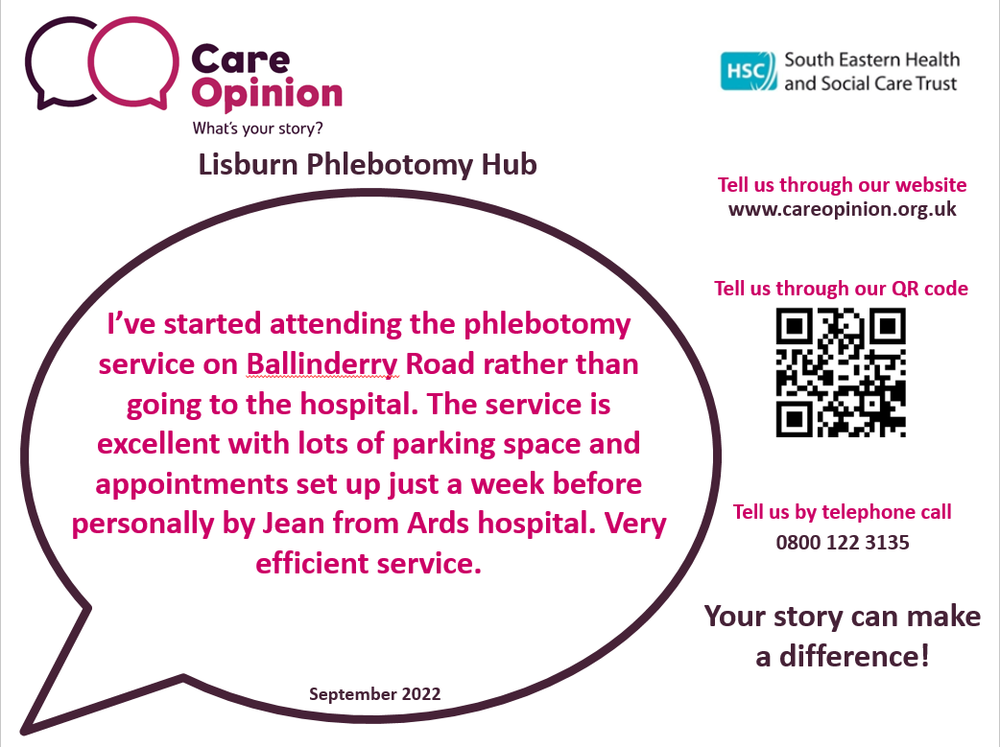 Care
Opinion
What's your story?
HSC
South Eastern Health
and Social Care Trust
Lisburn Phlebotomy Hub
I’ve started attending the phlebotomy
service on Ballinderry Road rather than
going to the hospital. The service is
excellent with lots of parking space and
appointments set up just a week before
personally by Jean from Ards hospital. Very
efficient service.
September 2022
Tell us through our website
www.careopinion.org.uk
Tell us through our QR code
Tell us by telephone call
0800 122 3135
Your story can make
a difference!